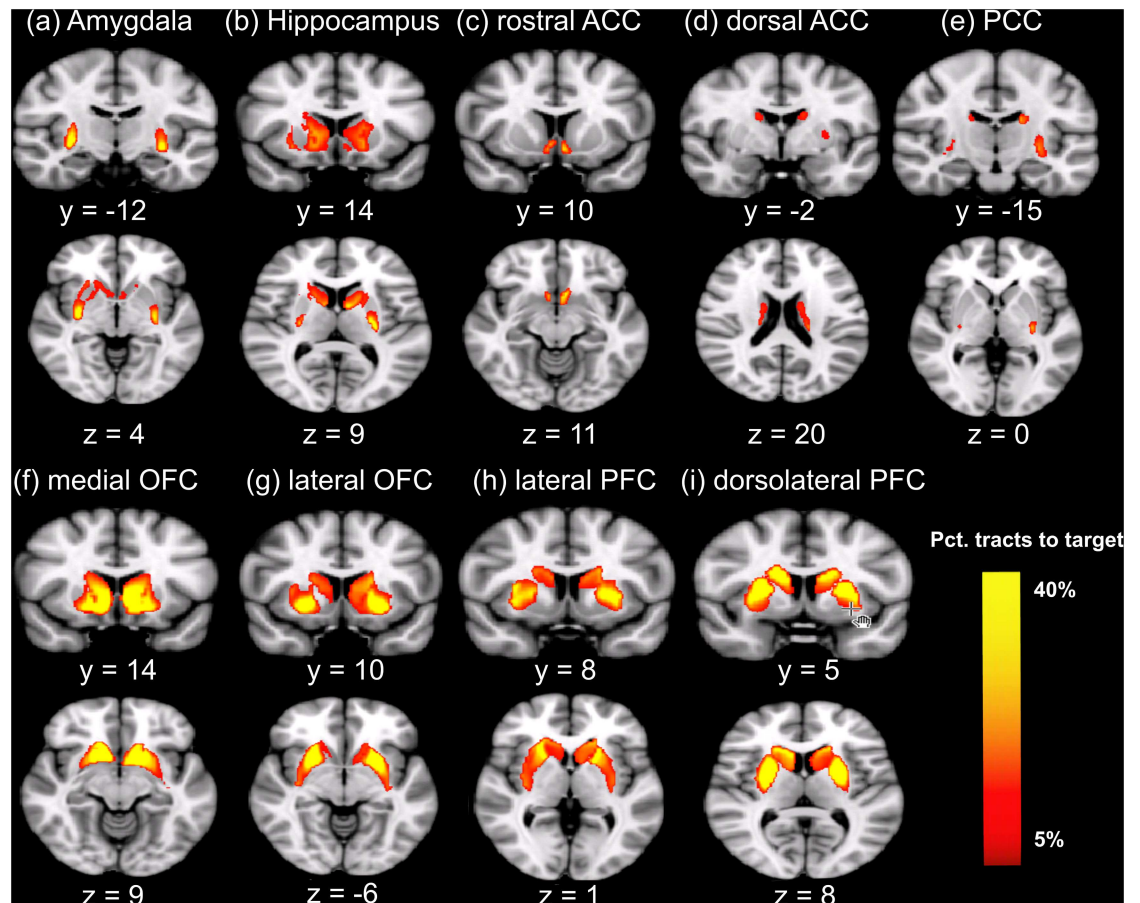 (a) Amygdala
(b) Hippocampus
(c) rostral ACC
(d) dorsal ACC
(e) PCC
y = -12
y = 14
y = 10
y = -2
y = -15
z = 4
z = 9
z = 11
z = 20
z = 0
(f) medial OFC
(g) lateral OFC
(h) lateral PFC
(i) dorsolateral PFC
Pct. tracts to target
40%
5%
y = 14
y = 10
y = 8
y = 5
z = 9
z = -6
z = 1
z = 8